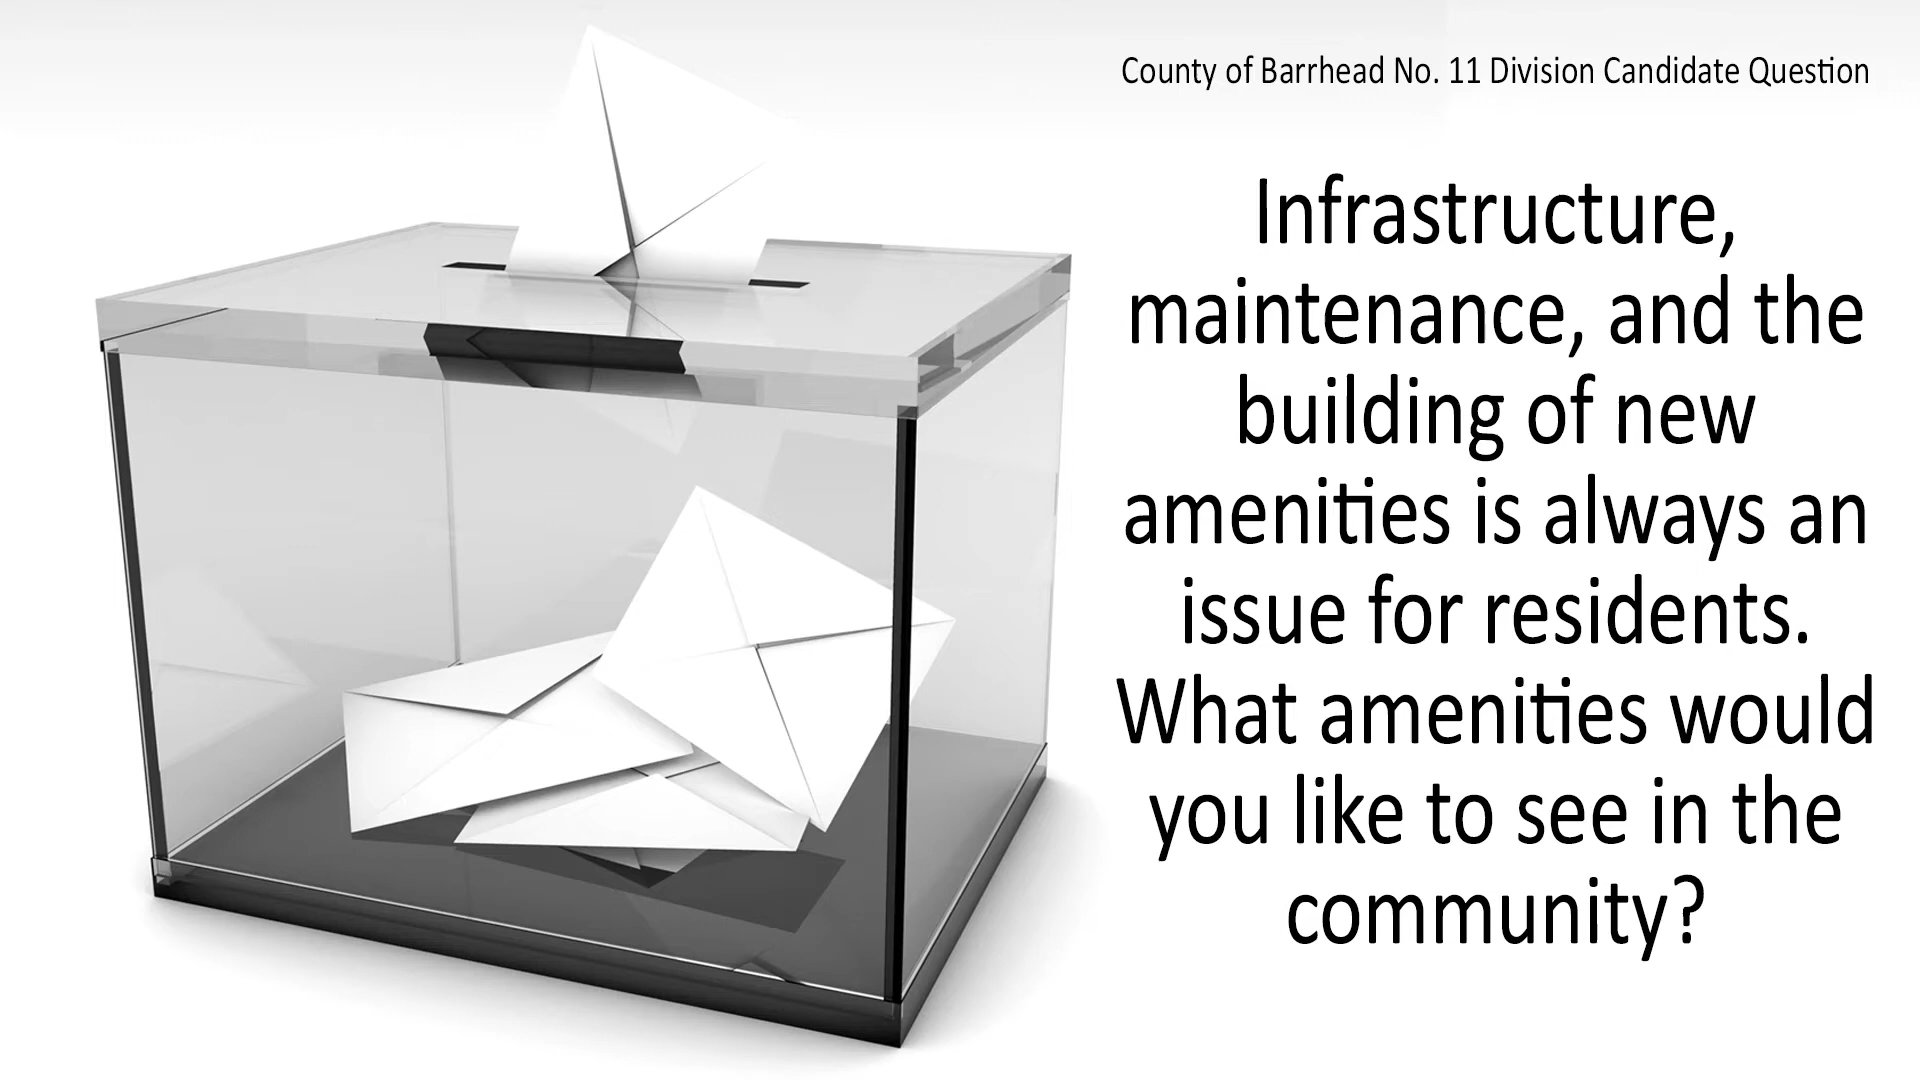 County of Barrhead No. 11 Division Candidate Question
Infrastructure,
maintenance, and the
building of new
amenities is always an
issue for residents.
What amenities would
you like to see in the
community?